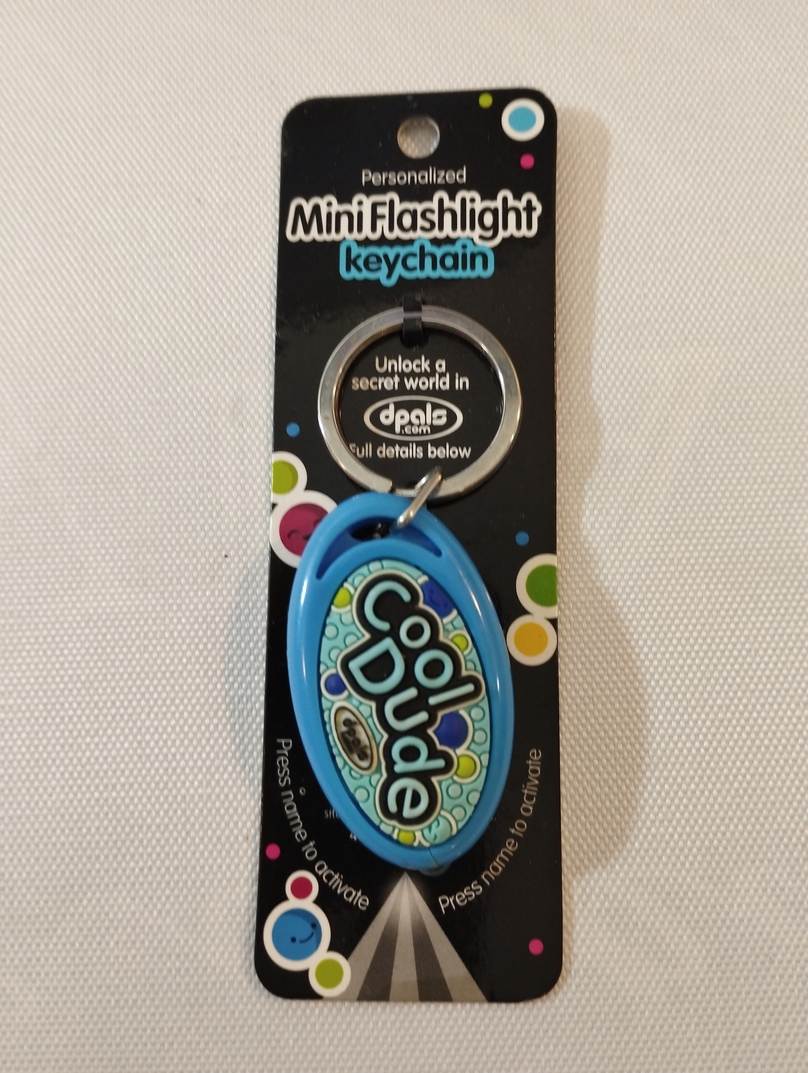 Personalized
Mini Flashlight
keychain
Unlock a
secret world in
dpals
.com
Full details below
Cool
Dude
dpals
Press name to activate
Press name to activate